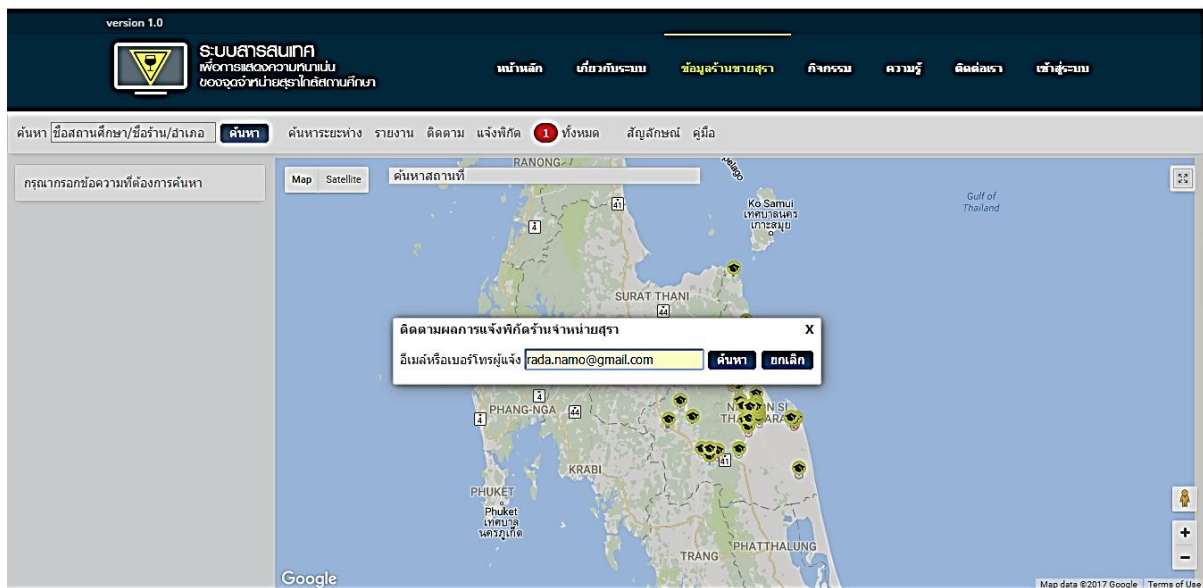 version 1.0
ระบบสารสนเทศ
เพื่อการแสดงความหนาแน่น
ของจุดจำหน่ายสุราใกล้สถานศึกษา
หน้าหลัก เกี่ยวกับระบบ ข้อมูลร้านขายสุรา กิจกรรม ความรู้ ติดต่อเรา เข้าสู่ระบบ
ค้นหา ชื่อสถานศึกษา/ชื่อร้าน/อำเภอ ค้นหา ค้นหาระยะห่าง รายงาน ติดตาม แจ้งพิกัด 1 ทั้งหมด สัญลักษณ์ คู่มือ
กรุณากรอกข้อความที่ต้องการค้นหา
Map Satellite
ค้นหาสถานที่
RANONG
41
4
Ko Samui
เทศบาลนคร
เกาะสมุย
Gulf of
Thailand
SURAT THANI
44
ติดตามผลการแจ้งพิกัดร้านจำหน่ายสุรา X
อีเมล์หรือเบอร์โทรผู้แจ้ง rada.namo@gmail.com ค้นหา ยกเลิก
4
PHANG-NGA
44
4
41
KRABI
PHUKET
Phuket
เทศบาล
นครภูเก็ต
TRANG
PHATTHALUNG
+
−
Google
Map data ©2017 Google Terms of Use